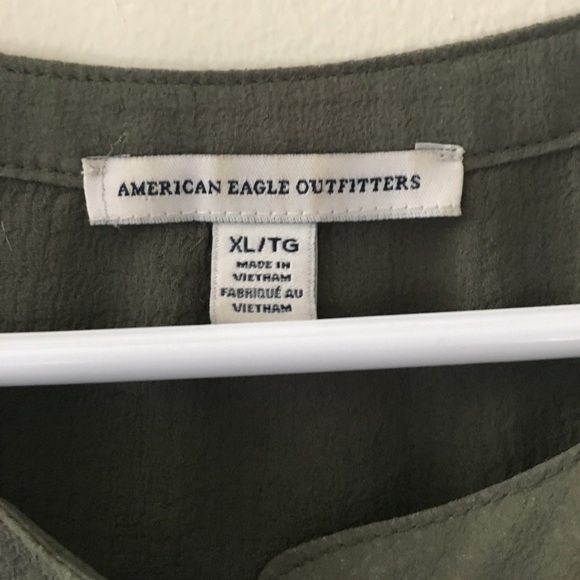 AMERICAN EAGLE OUTFITTERS
XL/TG
MADE IN
VIETNAM
FABRIQUÉ AU
VIETNAM